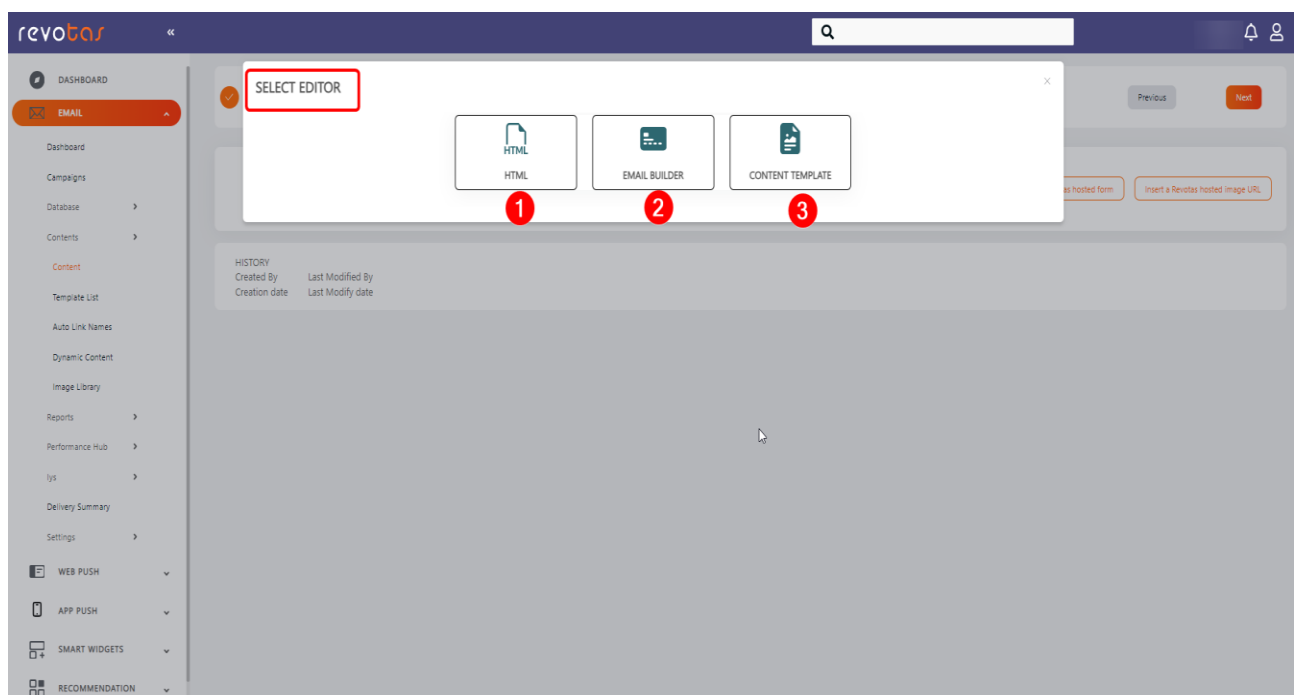 revotas
«
DASHBOARD
EMAIL
Dashboard
Campaigns
Database
Contents
Content
Template List
Auto Link Names
Dynamic Content
Image Library
Reports
Performance Hub
Iys
Delivery Summary
Settings
WEB PUSH
APP PUSH
SMART WIDGETS
RECOMMENDATION
SELECT EDITOR
×
HTML
HTML
EMAIL BUILDER
CONTENT TEMPLATE
1
2
3
Previous
Next
as hosted form
Insert a Revotas hosted image URL
HISTORY
Created By Last Modified By
Creation date Last Modify date